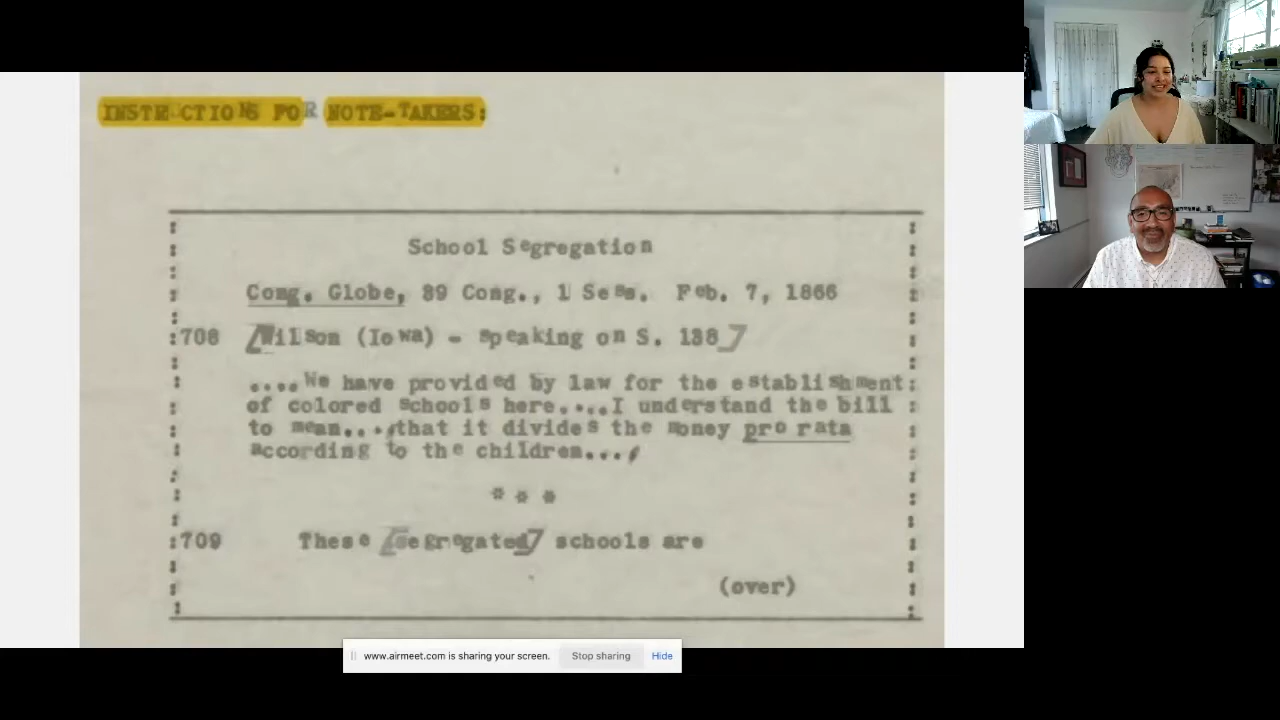 INSTRUCTIONS FOR NOTE-TAKERS:
School Segregation
Cong. Globe, 39 Cong., 1 Sess. Feb. 7, 1866
:708 [Wilson (Iowa) - speaking on S. 138]
....We have provided by law for the establishment
of colored schools here....I understand the bill
to mean....that it divides the money pro rata
according to the children....
* * *
:709 These [segregated] schools are
(over)
www.airmeet.com is sharing your screen. Stop sharing Hide